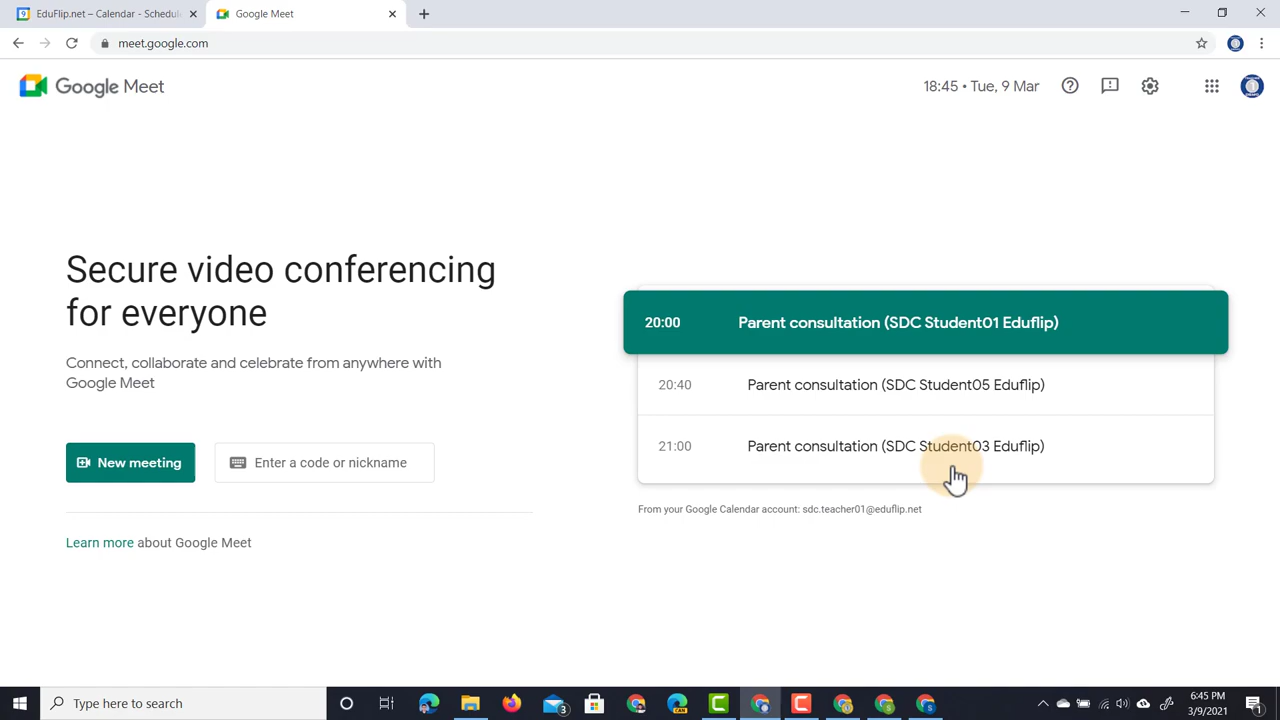 EduFlip.net – Calendar - Schedul
Google Meet
meet.google.com
Google Meet
18:45 • Tue, 9 Mar
Secure video conferencing
for everyone
Connect, collaborate and celebrate from anywhere with
Google Meet
New meeting
Enter a code or nickname
Learn more about Google Meet
20:00 Parent consultation (SDC Student01 Eduflip)
20:40 Parent consultation (SDC Student05 Eduflip)
21:00 Parent consultation (SDC Student03 Eduflip)
From your Google Calendar account: sdc.teacher01@eduflip.net
Type here to search
3
CAN
6:45 PM
3/9/2021
1